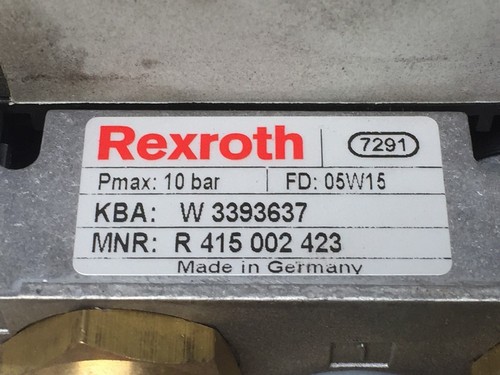 Rexroth 7291
Pmax: 10 bar FD: 05W15
KBA: W 3393637
MNR: R 415 002 423
Made in Germany